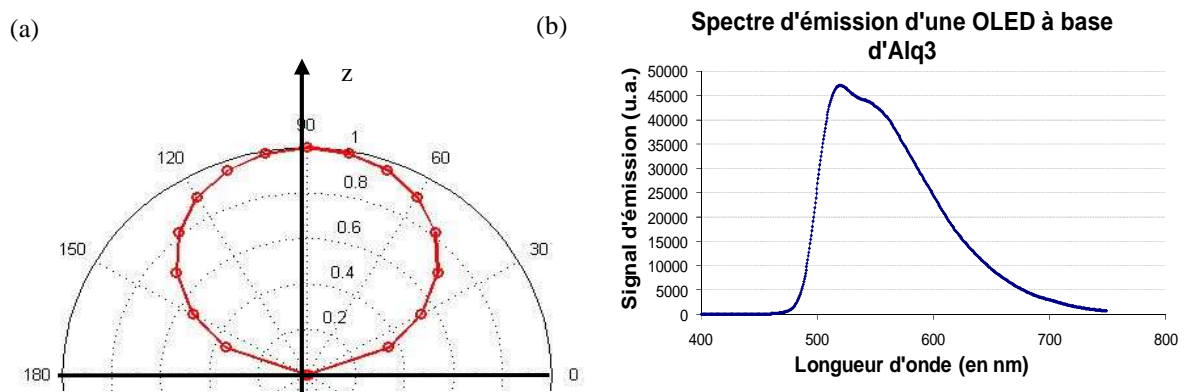 (a)
z
90
1
120
60
0.8
0.6
150
30
0.4
0.2
180
0
(b)
Spectre d'émission d'une OLED à base
d'Alq3
Signal d'émission (u.a.)
50000
45000
40000
35000
30000
25000
20000
15000
10000
5000
0
400 500 600 700 800
Longueur d'onde (en nm)